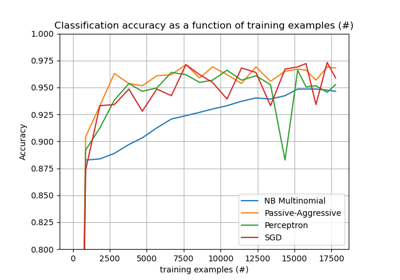 Classification accuracy as a function of training examples (#)
1.000
0.975
0.950
0.925
0.900
0.875
0.850
0.825
0.800
Accuracy
NB Multinomial
Passive-Aggressive
Perceptron
SGD
0 2500 5000 7500 10000 12500 15000 17500
training examples (#)